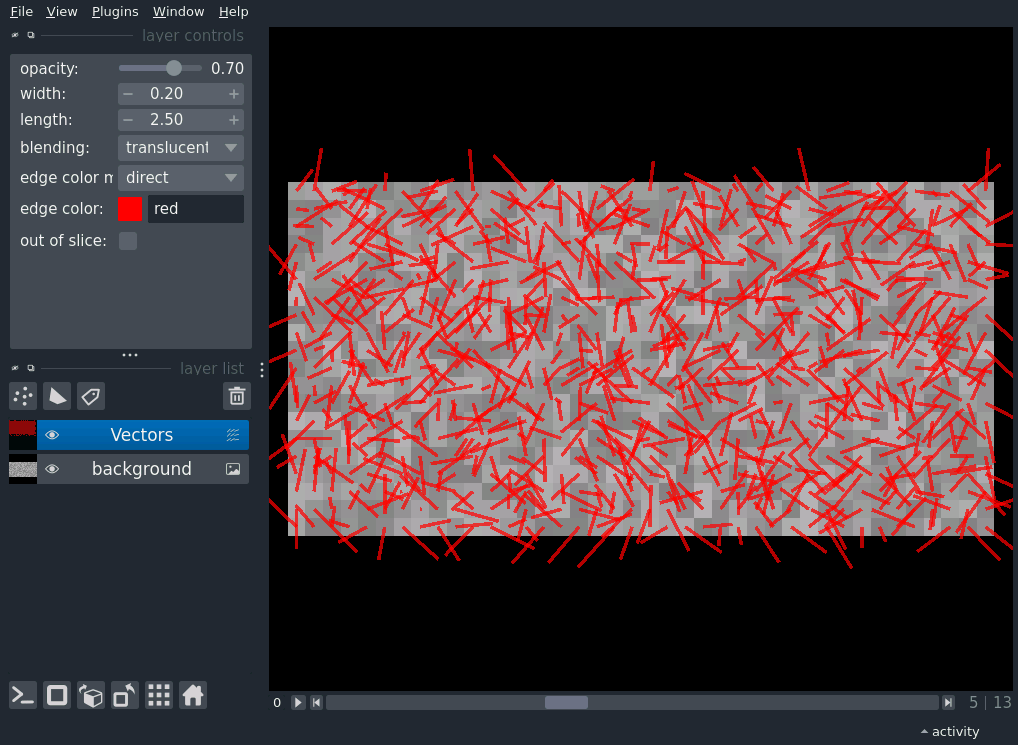 File View Plugins Window Help
layer controls
opacity: 0.70
width: 0.20
length: 2.50
blending: translucent
edge color m direct
edge color: red
out of slice:
layer list
Vectors
background
0 5 | 13
activity